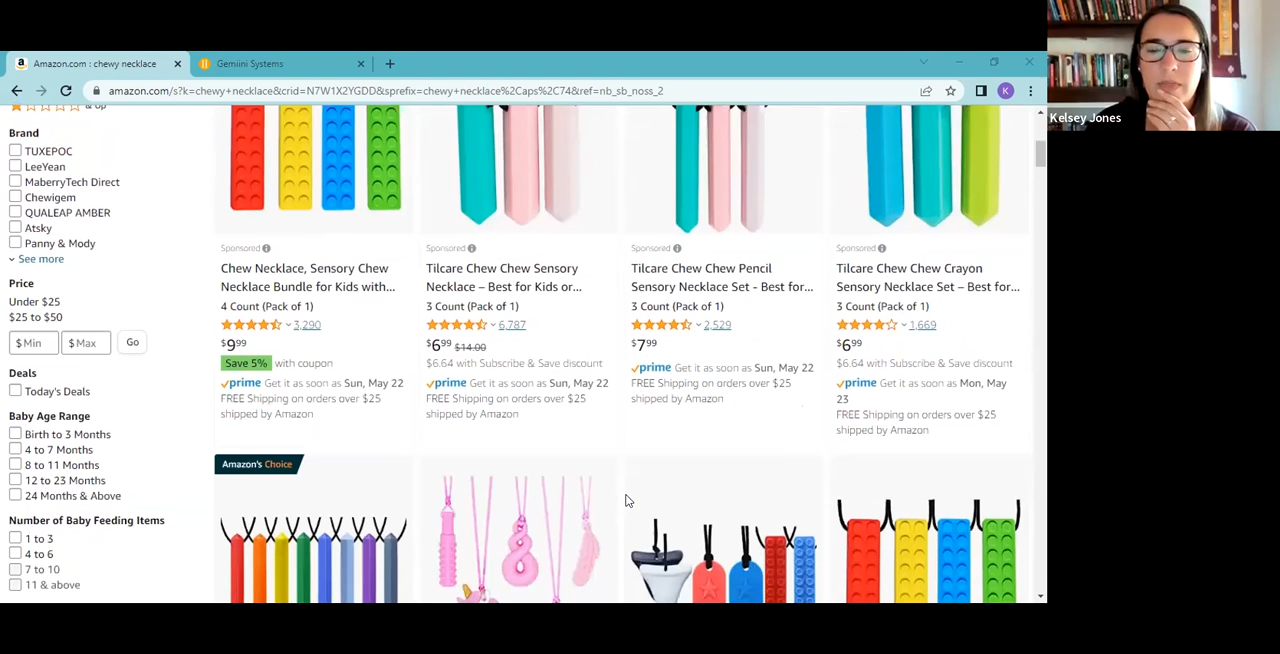 Amazon.com : chewy necklace
Gemiini Systems
amazon.com/s?k=chewy+necklace&crid=N7W1X2YGDD&sprefix=chewy+necklace%2Caps%2C74&ref=nb_sb_noss_2
K
Kelsey Jones
& Up
Brand
TUXEPOC
LeeYean
MaberryTech Direct
Chewigem
QUALEAP AMBER
Atsky
Panny & Mody
See more
Price
Under $25
$25 to $50
$ Min
$ Max
Go
Deals
Today's Deals
Baby Age Range
Birth to 3 Months
4 to 7 Months
8 to 11 Months
12 to 23 Months
24 Months & Above
Number of Baby Feeding Items
1 to 3
4 to 6
7 to 10
11 & above
Sponsored
Chew Necklace, Sensory Chew
Necklace Bundle for Kids with...
4 Count (Pack of 1)
3,290
$9.99
Save 5% with coupon
prime Get it as soon as Sun, May 22
FREE Shipping on orders over $25
shipped by Amazon
Sponsored
Tilcare Chew Chew Sensory
Necklace – Best for Kids or...
3 Count (Pack of 1)
6,787
$6.99 $14.00
$6.64 with Subscribe & Save discount
prime Get it as soon as Sun, May 22
FREE Shipping on orders over $25
shipped by Amazon
Sponsored
Tilcare Chew Chew Pencil
Sensory Necklace Set - Best for...
3 Count (Pack of 1)
2,529
$7.99
prime Get it as soon as Sun, May 22
FREE Shipping on orders over $25
shipped by Amazon
Sponsored
Tilcare Chew Chew Crayon
Sensory Necklace Set – Best for...
3 Count (Pack of 1)
1,669
$6.99
$6.64 with Subscribe & Save discount
prime Get it as soon as Mon, May
23
FREE Shipping on orders over $25
shipped by Amazon
Amazon's Choice